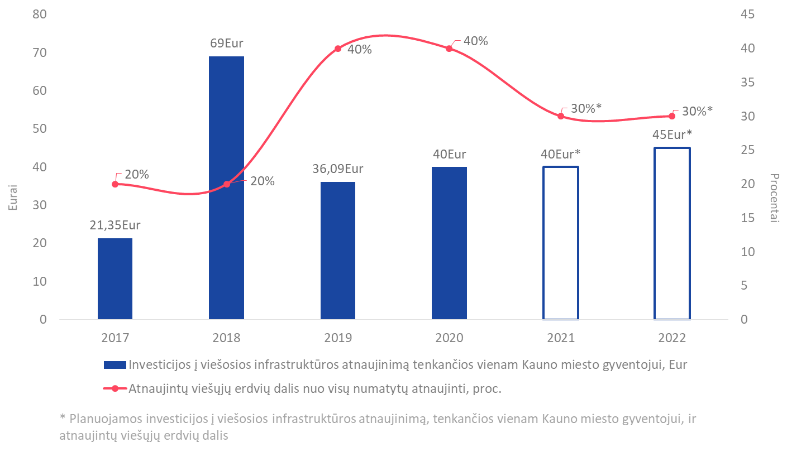 80
70
60
50
40
30
20
10
0
Eurai
45
40
35
30
25
20
15
10
5
0
Procentai
21,35Eur
69Eur
36,09Eur
40Eur
40Eur*
45Eur*
20%
20%
40%
40%
30%*
30%*
2017 2018 2019 2020 2021 2022
Investicijos į viešosios infrastruktūros atnaujinimą tenkančios vienam Kauno miesto gyventojui, Eur
Atnaujintų viešųjų erdvių dalis nuo visų numatytų atnaujinti, proc.
* Planuojamos investicijos į viešosios infrastruktūros atnaujinimą, tenkančios vienam Kauno miesto gyventojui, ir
atnaujintų viešųjų erdvių dalis